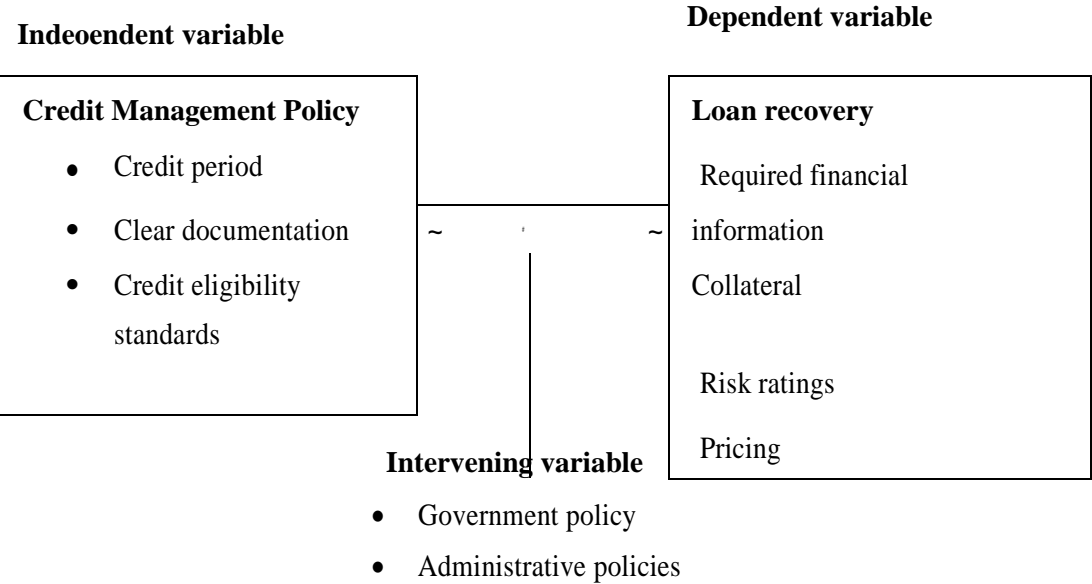 Dependent variable
Indeoendent variable
Credit Management Policy
• Credit period
• Clear documentation
• Credit eligibility
standards
~ ~
Loan recovery
Required financial
information
Collateral
Risk ratings
Pricing
Intervening variable
• Government policy
• Administrative policies